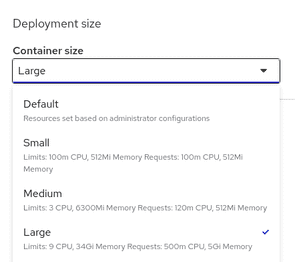 Deployment size
Container size
Large
Default
Resources set based on administrator configurations
Small
Limits: 100m CPU, 512Mi Memory Requests: 100m CPU, 512Mi
Memory
Medium
Limits: 3 CPU, 6300Mi Memory Requests: 120m CPU, 512Mi Memory
Large
Limits: 9 CPU, 34Gi Memory Requests: 500m CPU, 5Gi Memory